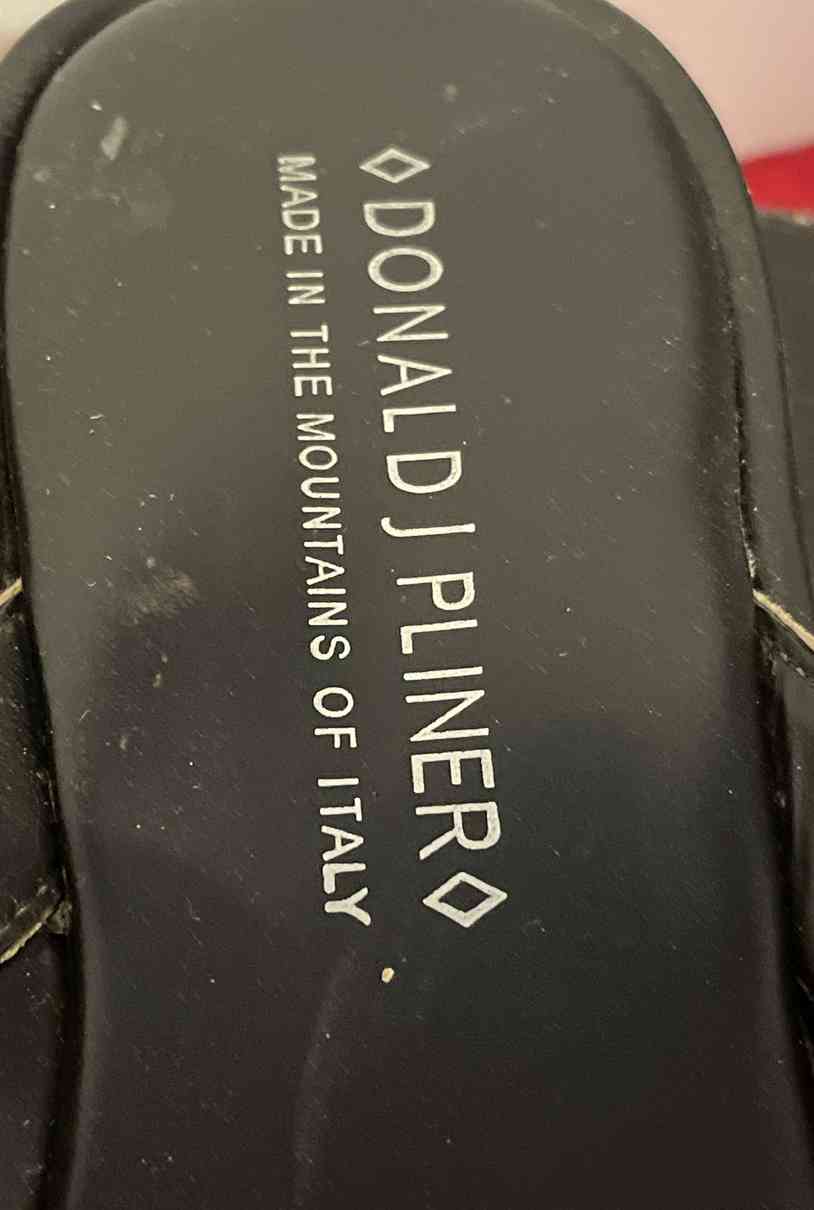 ◇DONALD J PLINER◇
MADE IN THE MOUNTAINS OF ITALY